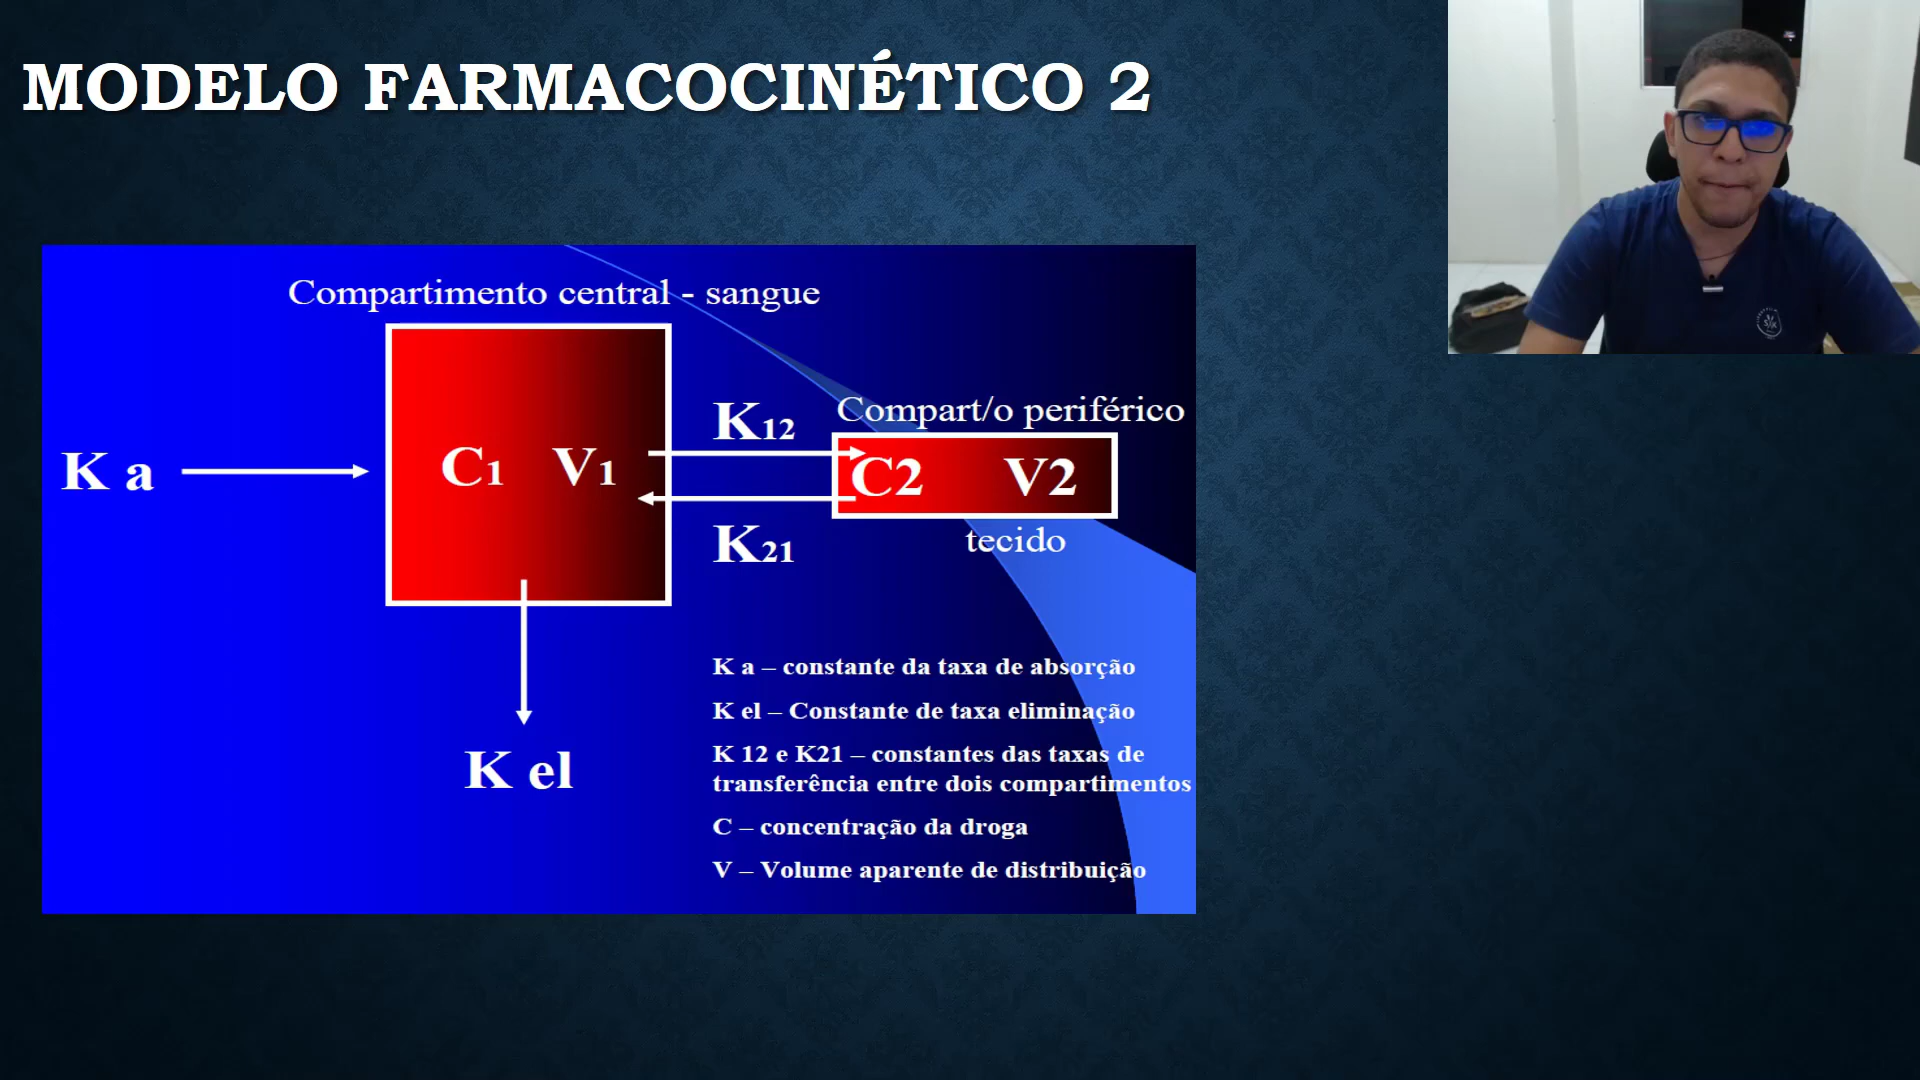 MODELO FARMACOCINÉTICO 2
Compartimento central - sangue
K12
Compart/o periférico
K a
C1 V1
C2 V2
K21
tecido
K el
K a – constante da taxa de absorção
K el – Constante de taxa eliminação
K 12 e K21 – constantes das taxas de
transferência entre dois compartimentos
C – concentração da droga
V – Volume aparente de distribuição